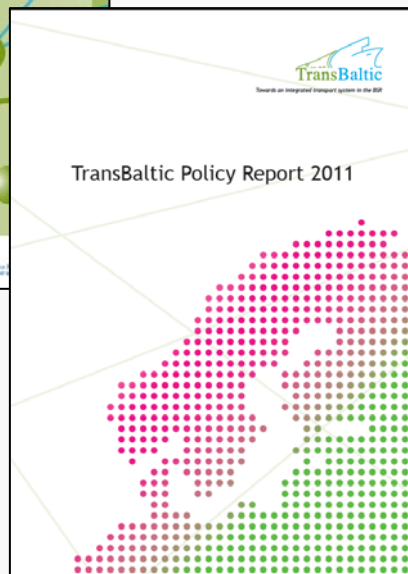 TransBaltic
Towards an integrated transport system in the BSR
TransBaltic Policy Report 2011